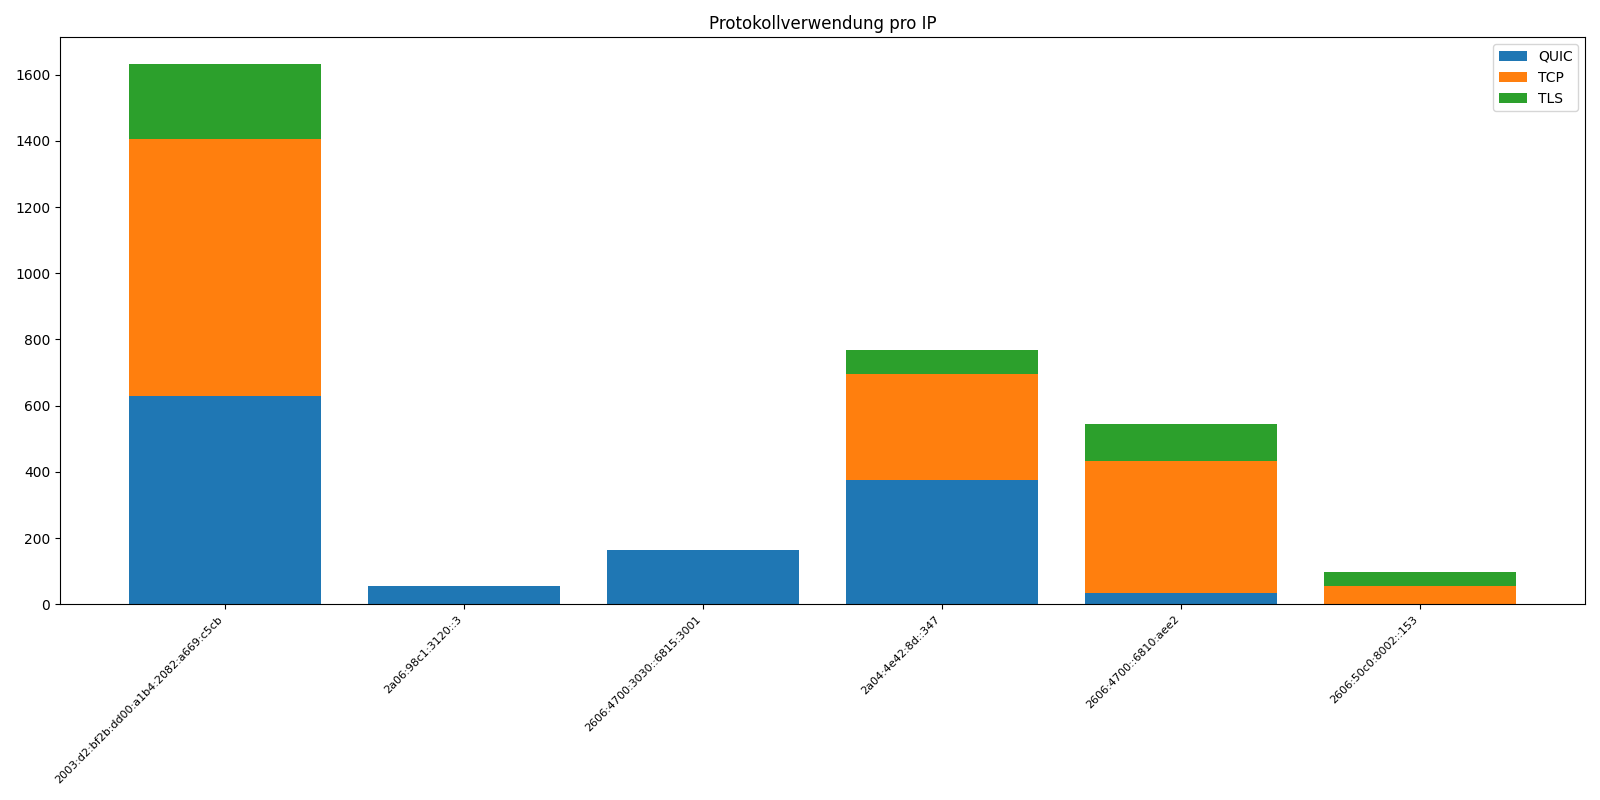 Protokollverwendung pro IP
QUIC
TCP
TLS
1600
1400
1200
1000
800
600
400
200
0
2003:d2:bf2b:dd00:a1b4:2082:a669:c5cb
2a06:98c1:3120::3
2606:4700:3030::6815:3001
2a04:4e42:8d::347
2606:4700::6810:aee2
2606:50c0:8002::153